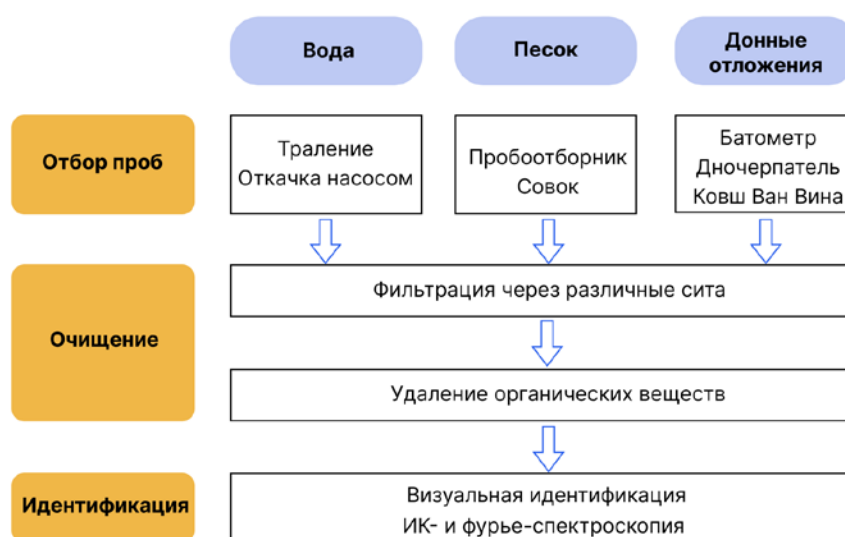 Вода
Песок
Донные
отложения
Отбор проб
Траление
Откачка насосом
Пробоотборник
Совок
Батометр
Дночерпатель
Ковш Ван Вина
Очищение
Фильтрация через различные сита
Удаление органических веществ
Идентификация
Визуальная идентификация
ИК- и фурье-спектроскопия